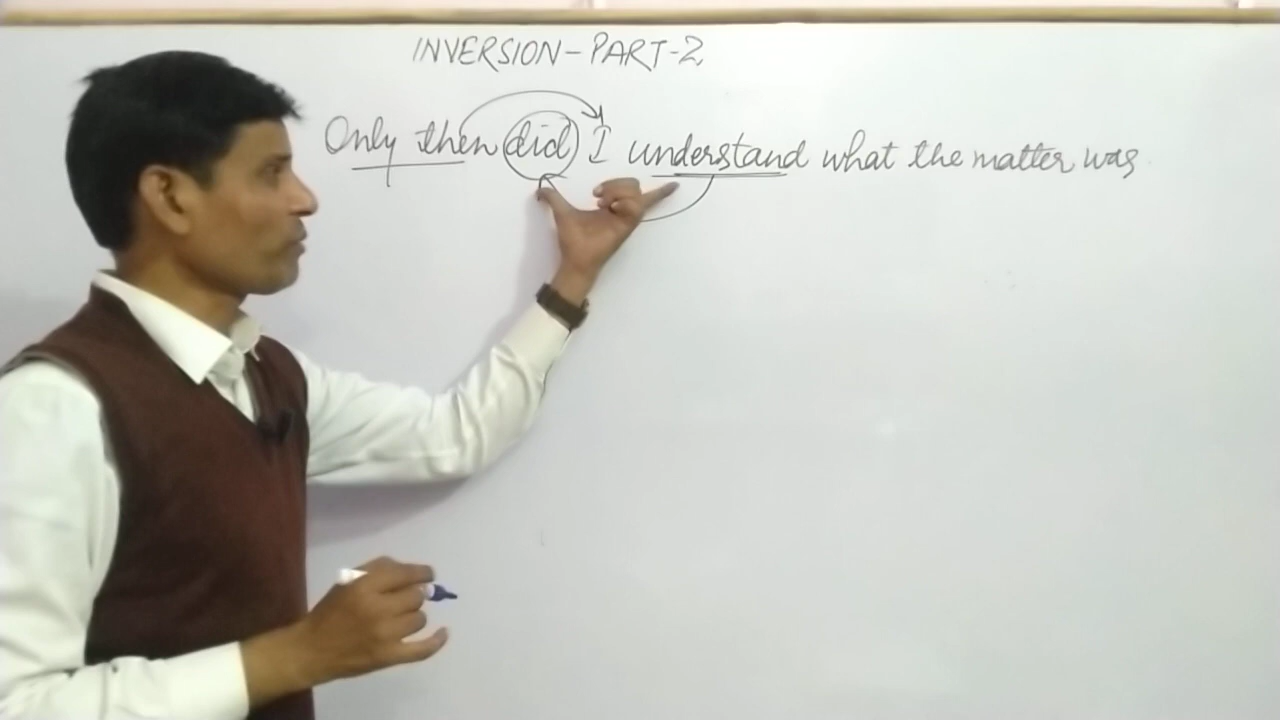 INVERSION-PART-2
Only then did I understand what the matter was